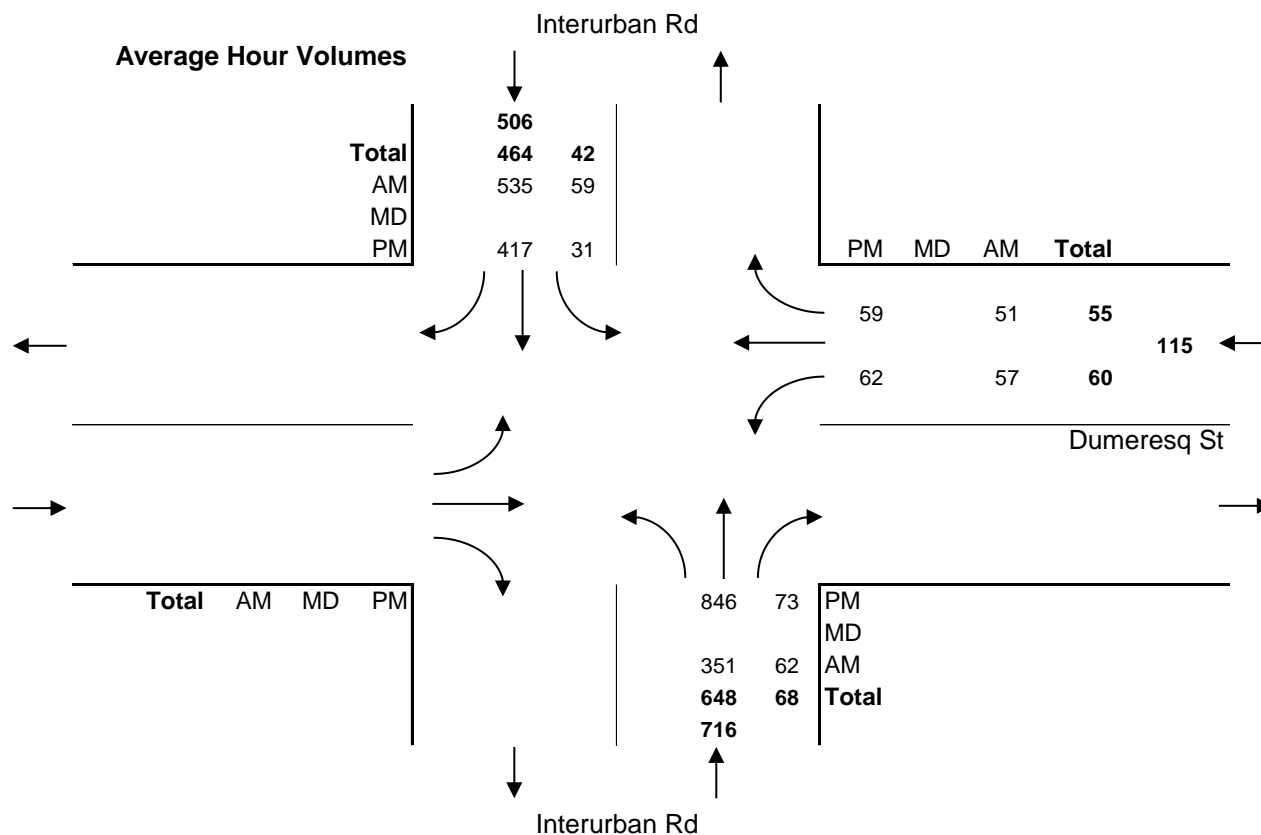 Interurban Rd
Average Hour Volumes
506
Total 464 42
AM 535 59
MD
PM 417 31
PM MD AM Total
59 51 55
115
62 57 60
Dumeresq St
Total AM MD PM
846 73 PM
MD
351 62 AM
648 68 Total
716
Interurban Rd